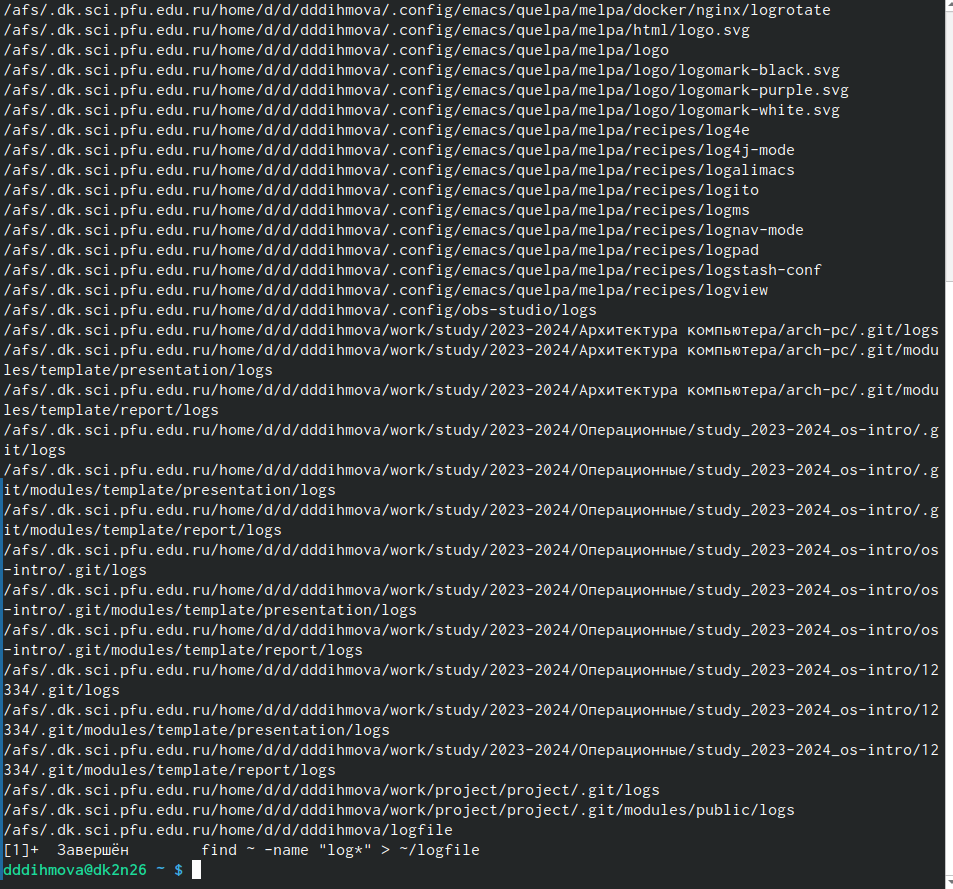 /afs/.dk.sci.pfu.edu.ru/home/d/d/dddihmova/.config/emacs/quelpa/melpa/docker/nginx/logrotate
/afs/.dk.sci.pfu.edu.ru/home/d/d/dddihmova/.config/emacs/quelpa/melpa/html/logo.svg
/afs/.dk.sci.pfu.edu.ru/home/d/d/dddihmova/.config/emacs/quelpa/melpa/logo
/afs/.dk.sci.pfu.edu.ru/home/d/d/dddihmova/.config/emacs/quelpa/melpa/logo/logomark-black.svg
/afs/.dk.sci.pfu.edu.ru/home/d/d/dddihmova/.config/emacs/quelpa/melpa/logo/logomark-purple.svg
/afs/.dk.sci.pfu.edu.ru/home/d/d/dddihmova/.config/emacs/quelpa/melpa/logo/logomark-white.svg
/afs/.dk.sci.pfu.edu.ru/home/d/d/dddihmova/.config/emacs/quelpa/melpa/recipes/log4e
/afs/.dk.sci.pfu.edu.ru/home/d/d/dddihmova/.config/emacs/quelpa/melpa/recipes/log4j-mode
/afs/.dk.sci.pfu.edu.ru/home/d/d/dddihmova/.config/emacs/quelpa/melpa/recipes/logalimacs
/afs/.dk.sci.pfu.edu.ru/home/d/d/dddihmova/.config/emacs/quelpa/melpa/recipes/logito
/afs/.dk.sci.pfu.edu.ru/home/d/d/dddihmova/.config/emacs/quelpa/melpa/recipes/logms
/afs/.dk.sci.pfu.edu.ru/home/d/d/dddihmova/.config/emacs/quelpa/melpa/recipes/lognav-mode
/afs/.dk.sci.pfu.edu.ru/home/d/d/dddihmova/.config/emacs/quelpa/melpa/recipes/logpad
/afs/.dk.sci.pfu.edu.ru/home/d/d/dddihmova/.config/emacs/quelpa/melpa/recipes/logstash-conf
/afs/.dk.sci.pfu.edu.ru/home/d/d/dddihmova/.config/emacs/quelpa/melpa/recipes/logview
/afs/.dk.sci.pfu.edu.ru/home/d/d/dddihmova/.config/obs-studio/logs
/afs/.dk.sci.pfu.edu.ru/home/d/d/dddihmova/work/study/2023-2024/Архитектура компьютера/arch-pc/.git/logs
/afs/.dk.sci.pfu.edu.ru/home/d/d/dddihmova/work/study/2023-2024/Архитектура компьютера/arch-pc/.git/modu
les/template/presentation/logs
/afs/.dk.sci.pfu.edu.ru/home/d/d/dddihmova/work/study/2023-2024/Архитектура компьютера/arch-pc/.git/modu
les/template/report/logs
/afs/.dk.sci.pfu.edu.ru/home/d/d/dddihmova/work/study/2023-2024/Операционные/study_2023-2024_os-intro/.g
it/logs
/afs/.dk.sci.pfu.edu.ru/home/d/d/dddihmova/work/study/2023-2024/Операционные/study_2023-2024_os-intro/.g
it/modules/template/presentation/logs
/afs/.dk.sci.pfu.edu.ru/home/d/d/dddihmova/work/study/2023-2024/Операционные/study_2023-2024_os-intro/.g
it/modules/template/report/logs
/afs/.dk.sci.pfu.edu.ru/home/d/d/dddihmova/work/study/2023-2024/Операционные/study_2023-2024_os-intro/os
-intro/.git/logs
/afs/.dk.sci.pfu.edu.ru/home/d/d/dddihmova/work/study/2023-2024/Операционные/study_2023-2024_os-intro/os
-intro/.git/modules/template/presentation/logs
/afs/.dk.sci.pfu.edu.ru/home/d/d/dddihmova/work/study/2023-2024/Операционные/study_2023-2024_os-intro/os
-intro/.git/modules/template/report/logs
/afs/.dk.sci.pfu.edu.ru/home/d/d/dddihmova/work/study/2023-2024/Операционные/study_2023-2024_os-intro/12
334/.git/logs
/afs/.dk.sci.pfu.edu.ru/home/d/d/dddihmova/work/study/2023-2024/Операционные/study_2023-2024_os-intro/12
334/.git/modules/template/presentation/logs
/afs/.dk.sci.pfu.edu.ru/home/d/d/dddihmova/work/study/2023-2024/Операционные/study_2023-2024_os-intro/12
334/.git/modules/template/report/logs
/afs/.dk.sci.pfu.edu.ru/home/d/d/dddihmova/work/project/project/.git/logs
/afs/.dk.sci.pfu.edu.ru/home/d/d/dddihmova/work/project/project/.git/modules/public/logs
/afs/.dk.sci.pfu.edu.ru/home/d/d/dddihmova/logfile
[1]+  Завершён        find ~ -name "log*" > ~/logfile
dddihmova@dk2n26 ~ $